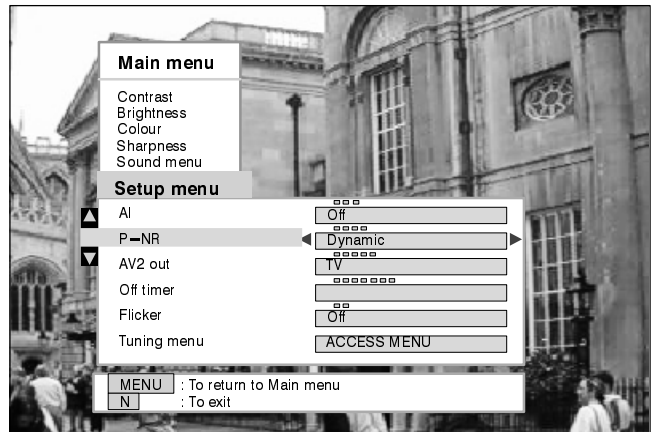 Main menu
Contrast
Brightness
Colour
Sharpness
Sound menu
Setup menu
AI Off
P-NR Dynamic
AV2 out TV
Off timer
Flicker Off
Tuning menu ACCESS MENU
MENU : To return to Main menu
N : To exit